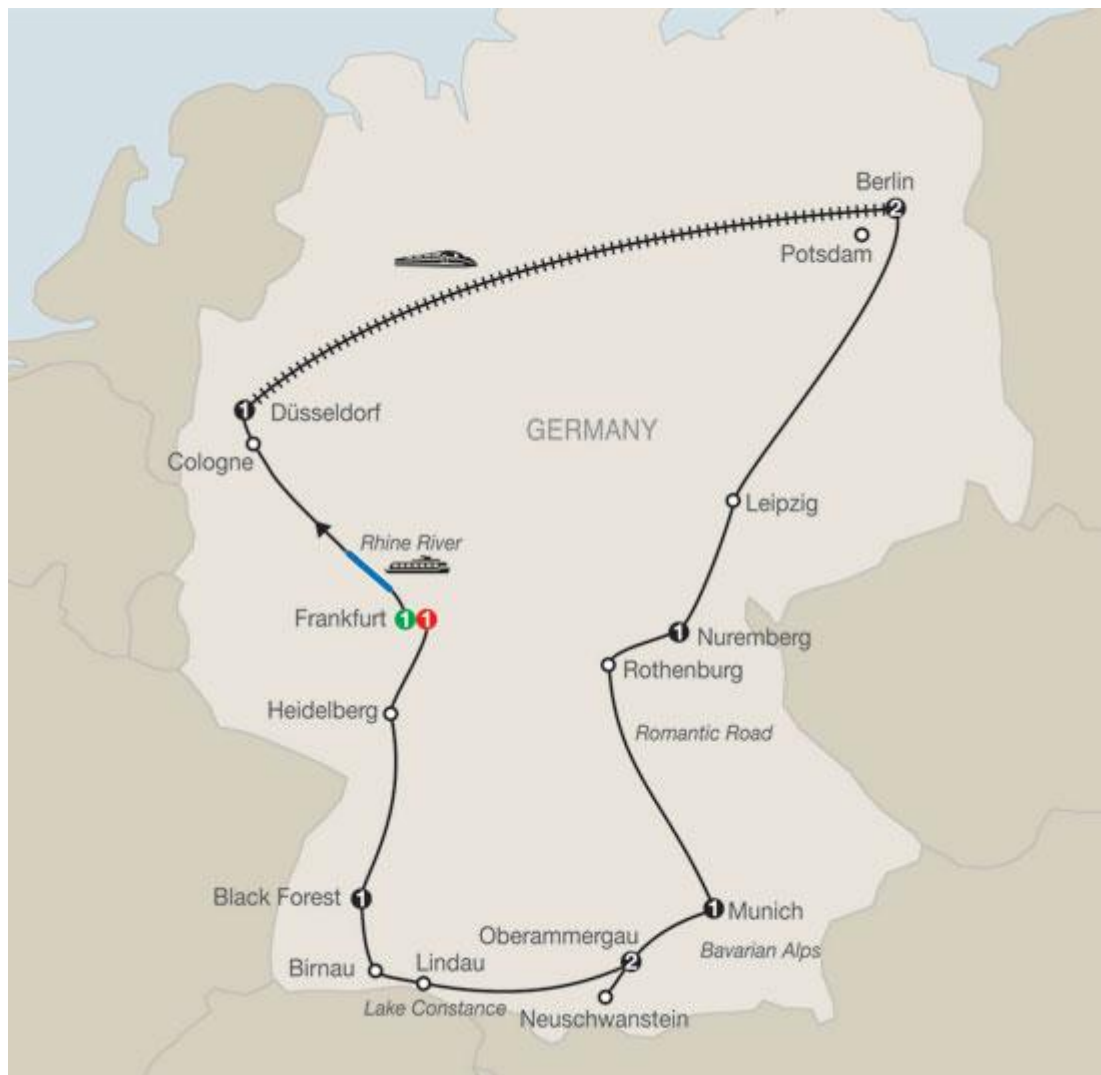 Berlin
2
Potsdam
1 Düsseldorf
GERMANY
Cologne
Leipzig
Rhine River
Frankfurt 1 1
1 Nuremberg
Rothenburg
Heidelberg
Romantic Road
Black Forest 1
1 Munich
Oberammergau
Bavarian Alps
2
Birnau
Lindau
Lake Constance
Neuschwanstein